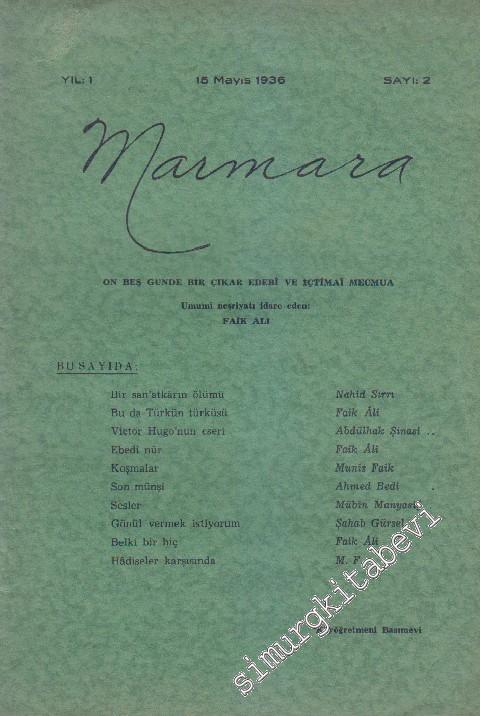 YIL: 1 15 Mayıs 1936 SAYI: 2
Marmara
ON BEŞ GÜNDE BİR ÇIKAR EDEBÎ VE İÇTİMAÎ MECMUA
Umumî neşriyatı idare eden:
FAİK ÂLİ
BU SAYIDA:
Bir san'atkârın ölümü Nahid Sırrı
Bu da Türkün türküsü Faik Âli
Victor Hugo'nun eseri Abdülhak Şinasi ..
Ebedî nûr Faik Âli
Koşmalar Munis Faik
Son münşi Ahmed Bedi .
Sesler Mübin Manyasi
Gönül vermek istiyorum Şahab Gürsel
Belki bir hiç Faik Âli
Hâdiseler karşısında M. F
Basımevi
simurgkitabevi